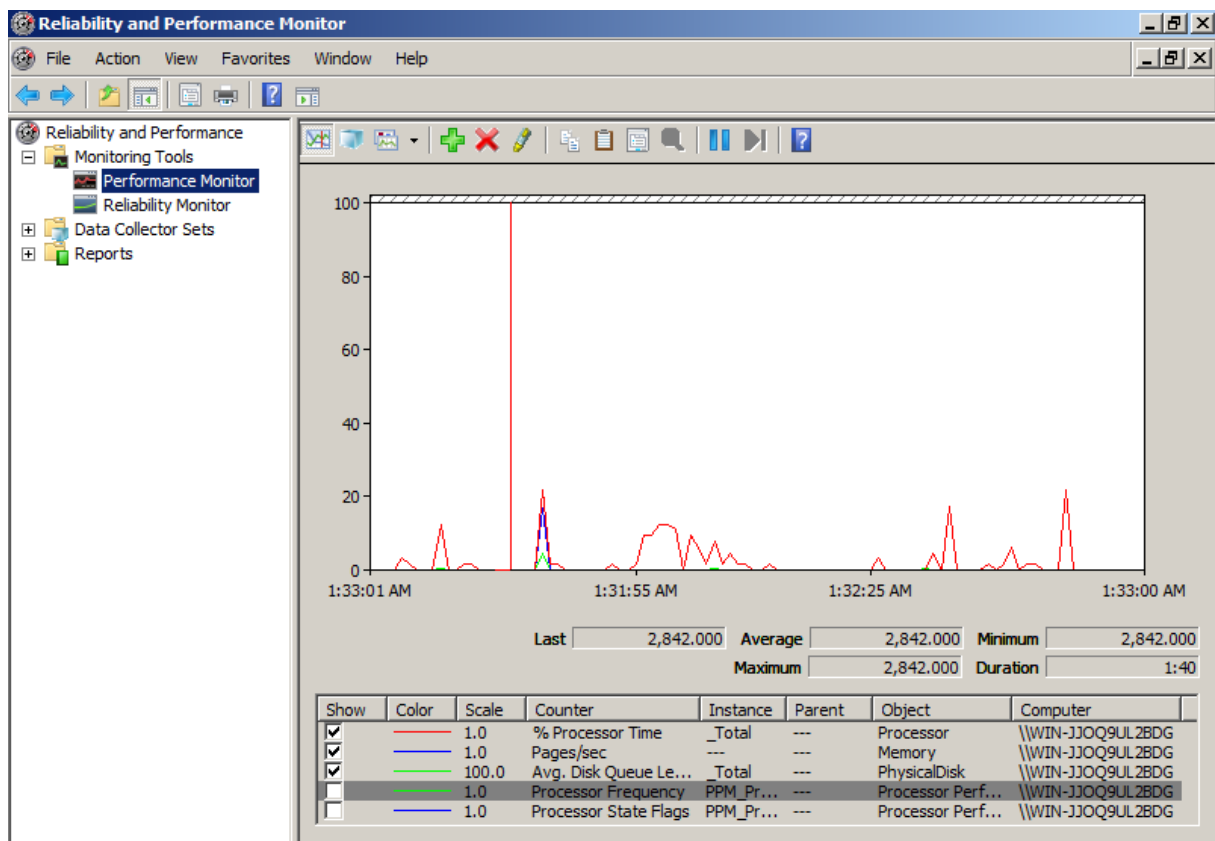 Reliability and Performance Monitor
File Action View Favorites Window Help
Reliability and Performance
Monitoring Tools
Performance Monitor
Reliability Monitor
Data Collector Sets
Reports
100
80
60
40
20
0
1:33:01 AM 1:31:55 AM 1:32:25 AM 1:33:00 AM
Last 2,842.000 Average 2,842.000 Minimum 2,842.000
Maximum 2,842.000 Duration 1:40
Show Color Scale Counter Instance Parent Object Computer
1.0 % Processor Time _Total --- Processor \\WIN-JJOQ9UL2BDG
1.0 Pages/sec --- --- Memory \\WIN-JJOQ9UL2BDG
100.0 Avg. Disk Queue Le... _Total --- PhysicalDisk \\WIN-JJOQ9UL2BDG
1.0 Processor Frequency PPM_Pr... --- Processor Perf... \\WIN-JJOQ9UL2BDG
1.0 Processor State Flags PPM_Pr... --- Processor Perf... \\WIN-JJOQ9UL2BDG